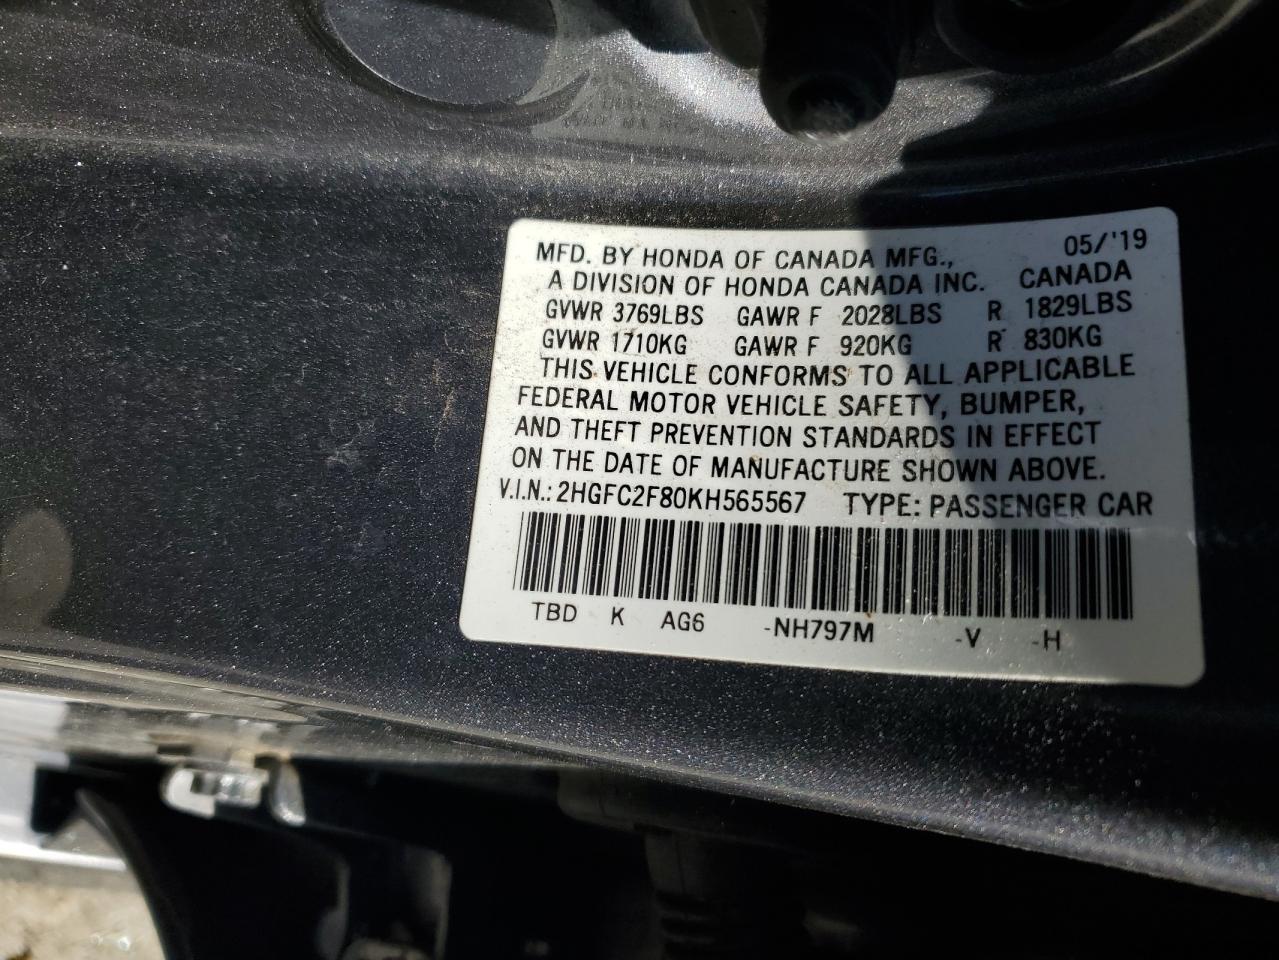 MFD. BY HONDA OF CANADA MFG., 05/'19
A DIVISION OF HONDA CANADA INC. CANADA
GVWR 3769LBS GAWR F 2028LBS R 1829LBS
GVWR 1710KG GAWR F 920KG R 830KG
THIS VEHICLE CONFORMS TO ALL APPLICABLE
FEDERAL MOTOR VEHICLE SAFETY, BUMPER,
AND THEFT PREVENTION STANDARDS IN EFFECT
ON THE DATE OF MANUFACTURE SHOWN ABOVE.
V.I.N.: 2HGFC2F80KH565567 TYPE: PASSENGER CAR
TBD K AG6 -NH797M -V -H